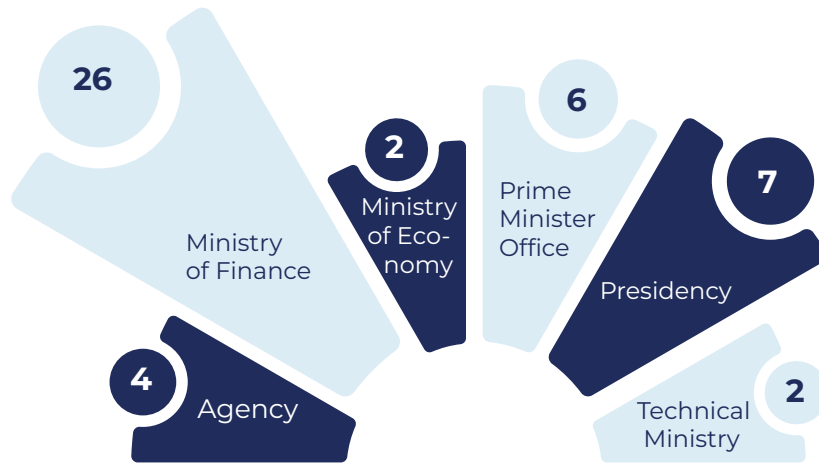 26
Ministry
of Finance
4
Agency
2
Ministry
of Eco-
nomy
6
Prime
Minister
Office
7
Presidency
2
Technical
Ministry